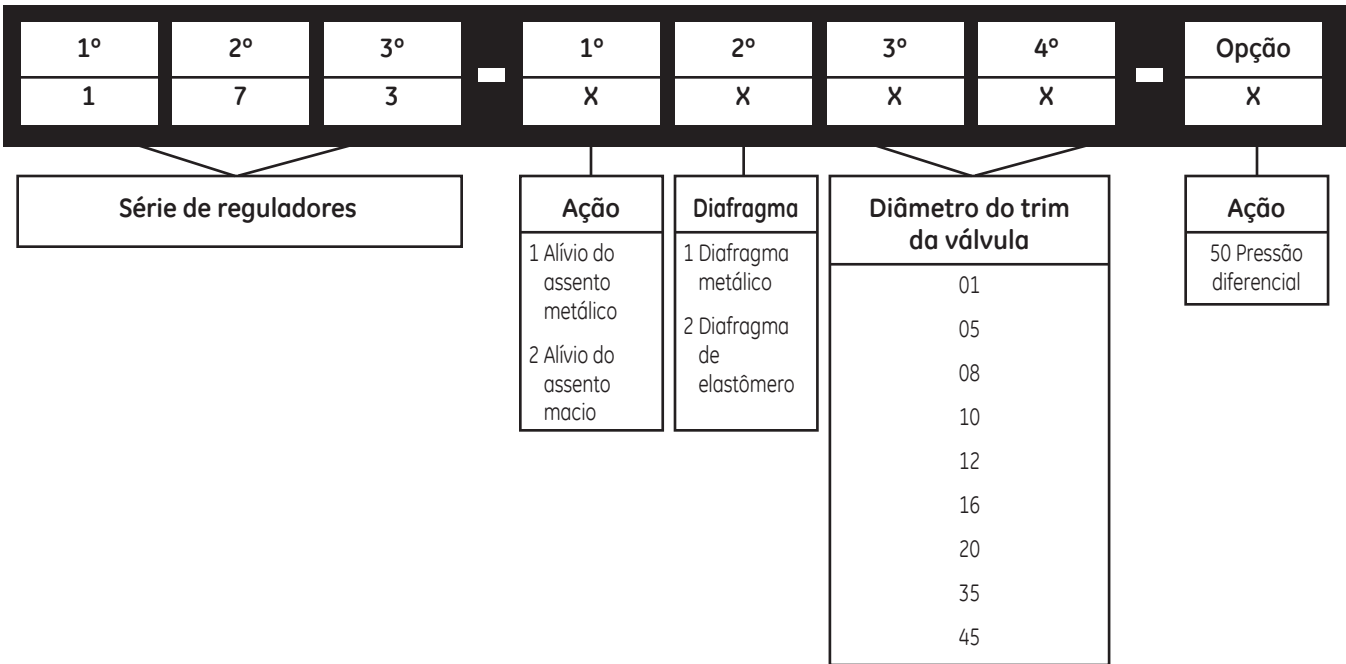 1º 2º 3º 1º 2º 3º 4º Opção
1 7 3 - X X X X - X
Série de reguladores
Ação
1 Alívio do
assento
metálico
2 Alívio do
assento
macio
Diafragma
1 Diafragma
metálico
2 Diafragma
de
elastômero
Diâmetro do trim
da válvula
01
05
08
10
12
16
20
35
45
Ação
50 Pressão
diferencial